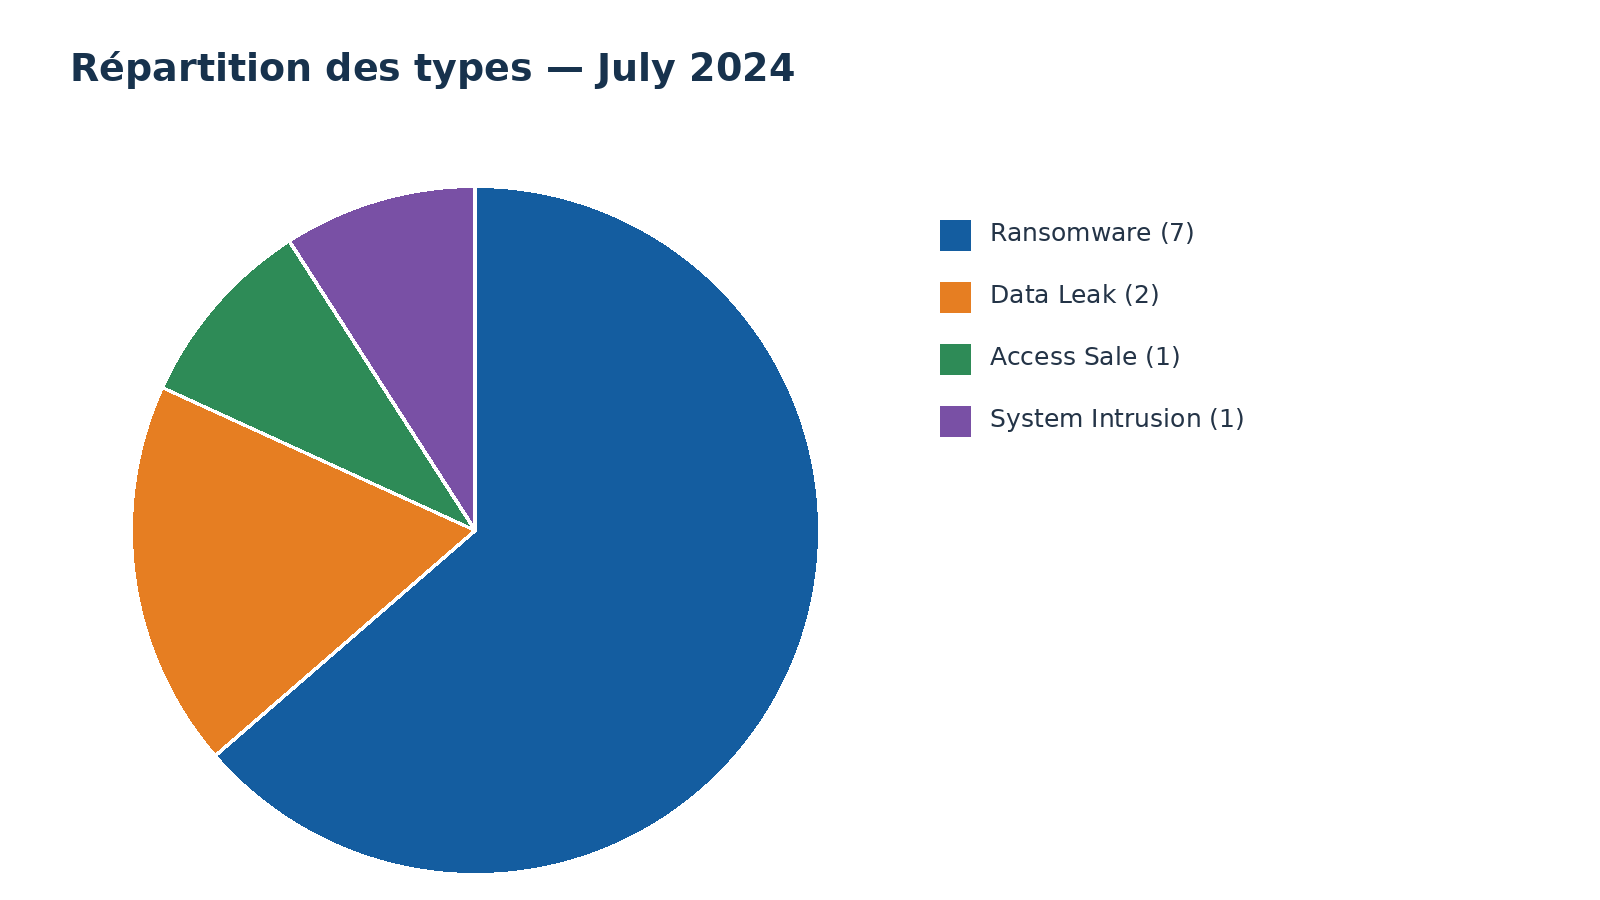 Répartition des types — July 2024
Ransomware (7)
Data Leak (2)
Access Sale (1)
System Intrusion (1)